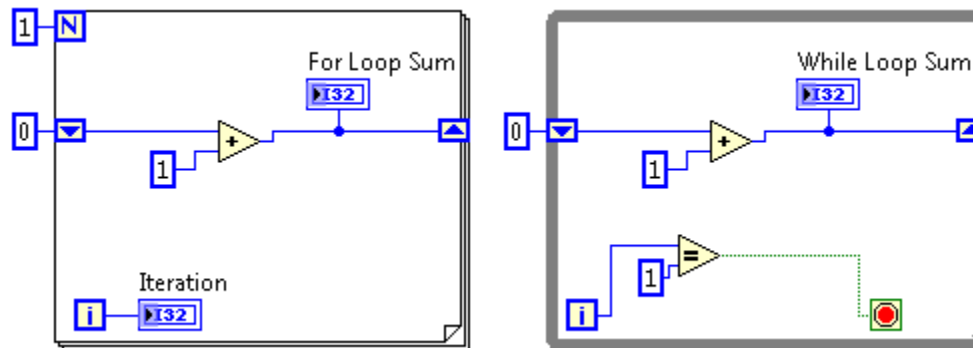 1 N
For Loop Sum
I32
0
+
1
Iteration
i
I32
While Loop Sum
I32
0
+
1
=
1
i